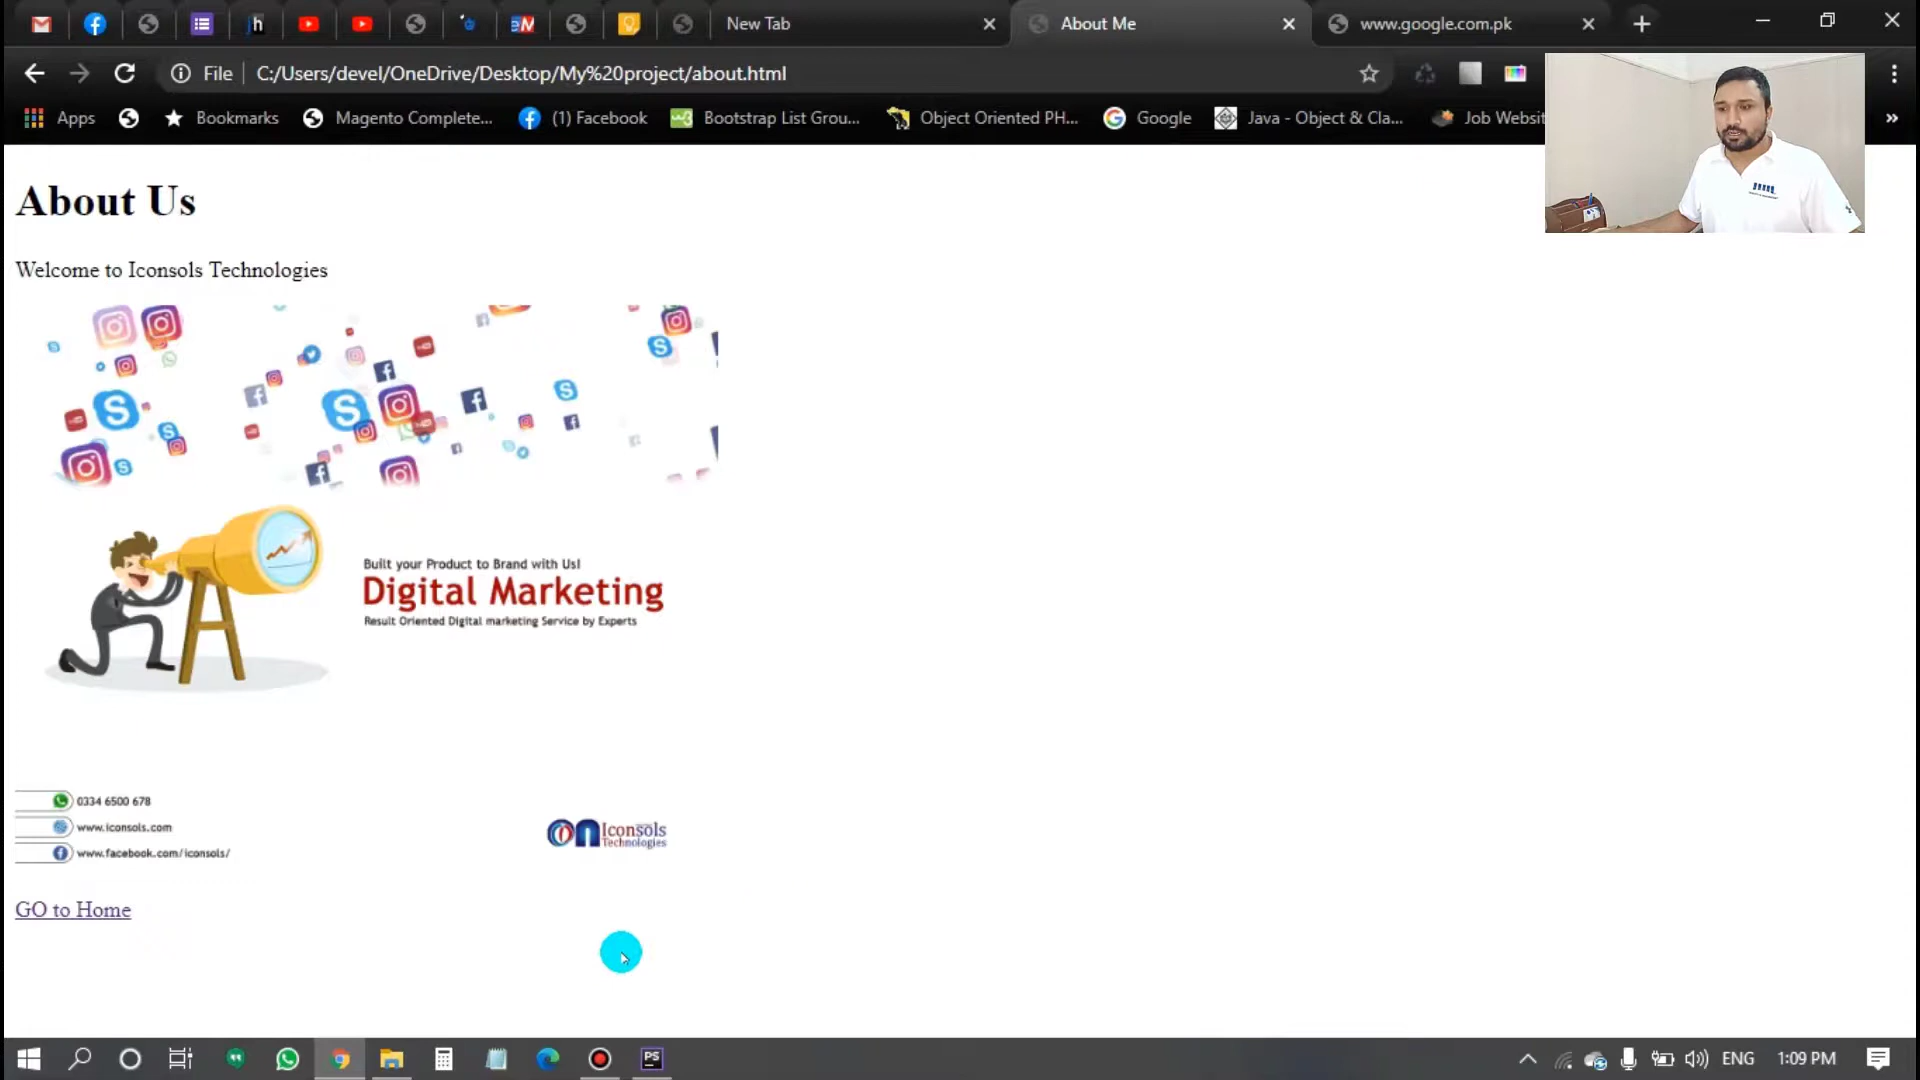 New Tab
About Me
www.google.com.pk
File
C:/Users/devel/OneDrive/Desktop/My%20project/about.html
Apps
Bookmarks
Magento Complete...
(1) Facebook
Bootstrap List Grou...
Object Oriented PH...
Google
Java - Object & Cla...
Job Websit
About Us
Welcome to Iconsols Technologies
Built your Product to Brand with Us!
Digital Marketing
Result Oriented Digital marketing Service by Experts
0334 6500 678
www.iconsols.com
www.facebook.com/iconsols/
Iconsols
Technologies
GO to Home
PS
ENG
1:09 PM